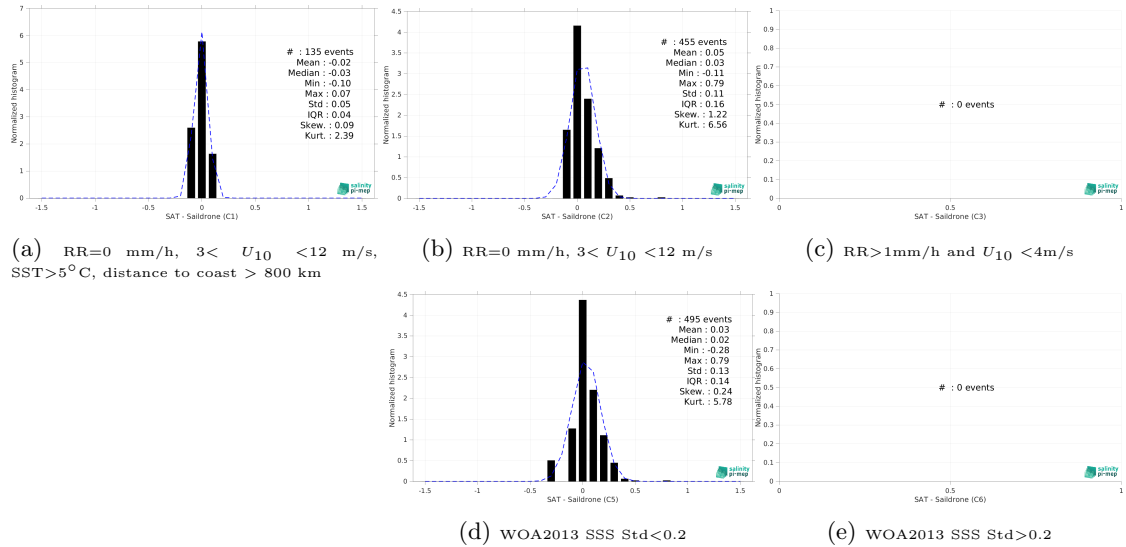 7
6
5
4
3
2
1
0
Normalized histogram
# : 135 events
Mean : -0.02
Median : -0.03
Min : -0.10
Max : 0.07
Std : 0.05
IQR : 0.04
Skew. : 0.09
Kurt. : 2.39
salinity
pi-mep
-1.5 -1 -0.5 0 0.5 1 1.5
SAT - Saildrone (C1)
(a) RR=0 mm/h, 3< U10 <12 m/s,
SST>5°C, distance to coast > 800 km
4.5
4
3.5
3
2.5
2
1.5
1
0.5
0
Normalized histogram
# : 455 events
Mean : 0.05
Median : 0.03
Min : -0.11
Max : 0.79
Std : 0.11
IQR : 0.16
Skew. : 1.22
Kurt. : 6.56
salinity
pi-mep
-1.5 -1 -0.5 0 0.5 1 1.5
SAT - Saildrone (C2)
(b) RR=0 mm/h, 3< U10 <12 m/s
1
0.9
0.8
0.7
0.6
0.5
0.4
0.3
0.2
0.1
0
Normalized histogram
# : 0 events
salinity
pi-mep
0 0.5 1
SAT - Saildrone (C3)
(c) RR>1mm/h and U10 <4m/s
4.5
4
3.5
3
2.5
2
1.5
1
0.5
0
Normalized histogram
# : 495 events
Mean : 0.03
Median : 0.02
Min : -0.28
Max : 0.79
Std : 0.13
IQR : 0.14
Skew. : 0.24
Kurt. : 5.78
salinity
pi-mep
-1.5 -1 -0.5 0 0.5 1 1.5
SAT - Saildrone (C5)
(d) WOA2013 SSS Std<0.2
1
0.9
0.8
0.7
0.6
0.5
0.4
0.3
0.2
0.1
0
Normalized histogram
# : 0 events
salinity
pi-mep
0 0.5 1
SAT - Saildrone (C6)
(e) WOA2013 SSS Std>0.2